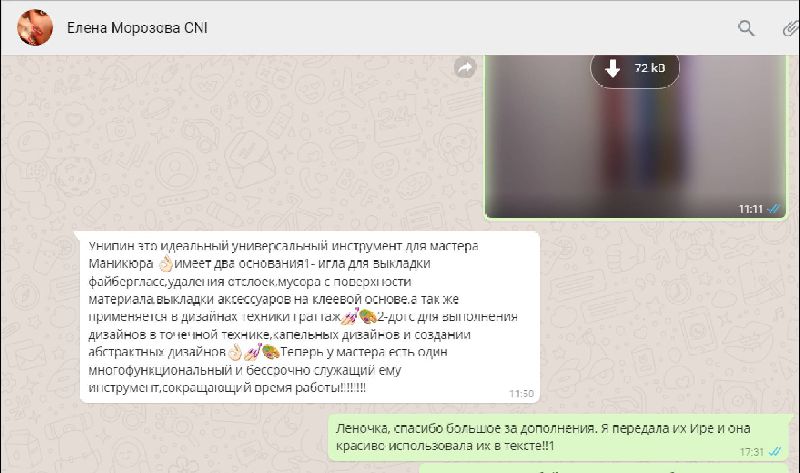 Елена Морозова CNI
72 kB
11:11
Унипин это идеальный универсальный инструмент для мастера
Маникюра 👌🏻имеет два основания1- игла для выкладки
файбергласс,удаления отслоек,мусора с поверхности
материала,выкладки аксессуаров на клеевой основе.а так же
применяется в дизайнах техники граттаж💅🏻🎨2-дотс для выполнения
дизайнов в точечной технике,капельных дизайнов и создании
абстрактных дизайнов👌🏻💅🏻🎨Теперь у мастера есть один
многофункциональный и бессрочно служащий ему
инструмент,сокращающий время работы!!!!!!!!
11:50
Леночка, спасибо большое за дополнения. Я передала их Ире и она
красиво использовала их в тексте!!1
17:31